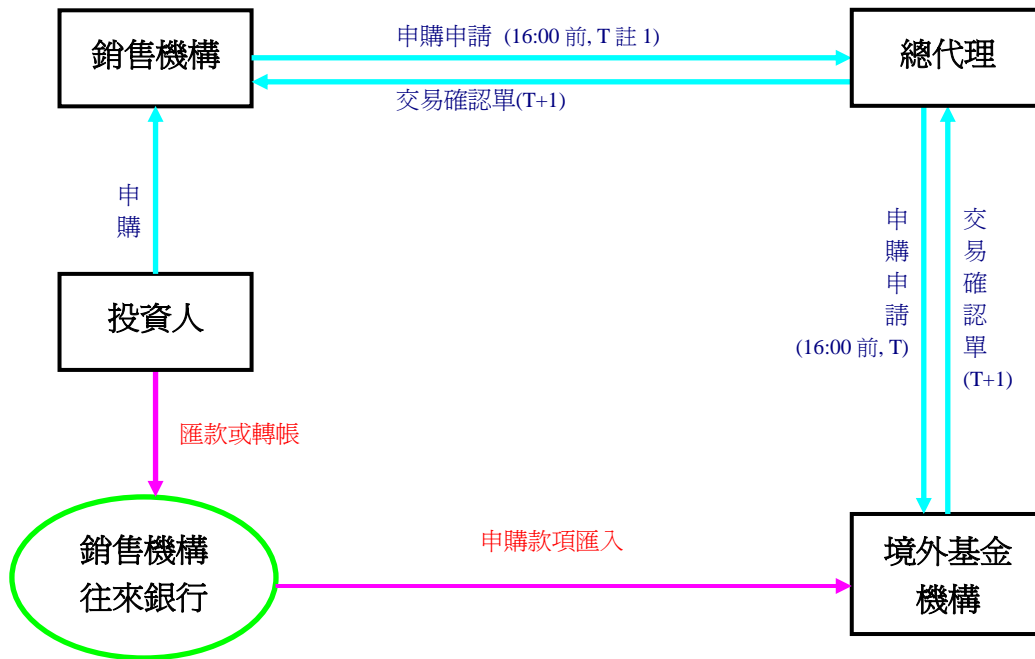 銷售機構
申購申請 (16:00 前, T 註 1)
總代理
交易確認單(T+1)
申購
申購申請
(16:00 前, T)
交易確認單
(T+1)
投資人
匯款或轉帳
銷售機構
往來銀行
申購款項匯入
境外基金
機構